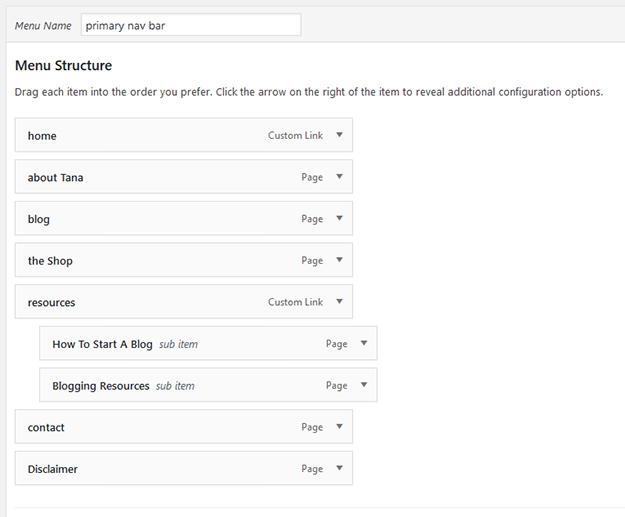 Menu Name primary nav bar
Menu Structure
Drag each item into the order you prefer. Click the arrow on the right of the item to reveal additional configuration options.
home Custom Link
about Tana Page
blog Page
the Shop Page
resources Custom Link
How To Start A Blog sub item Page
Blogging Resources sub item Page
contact Page
Disclaimer Page